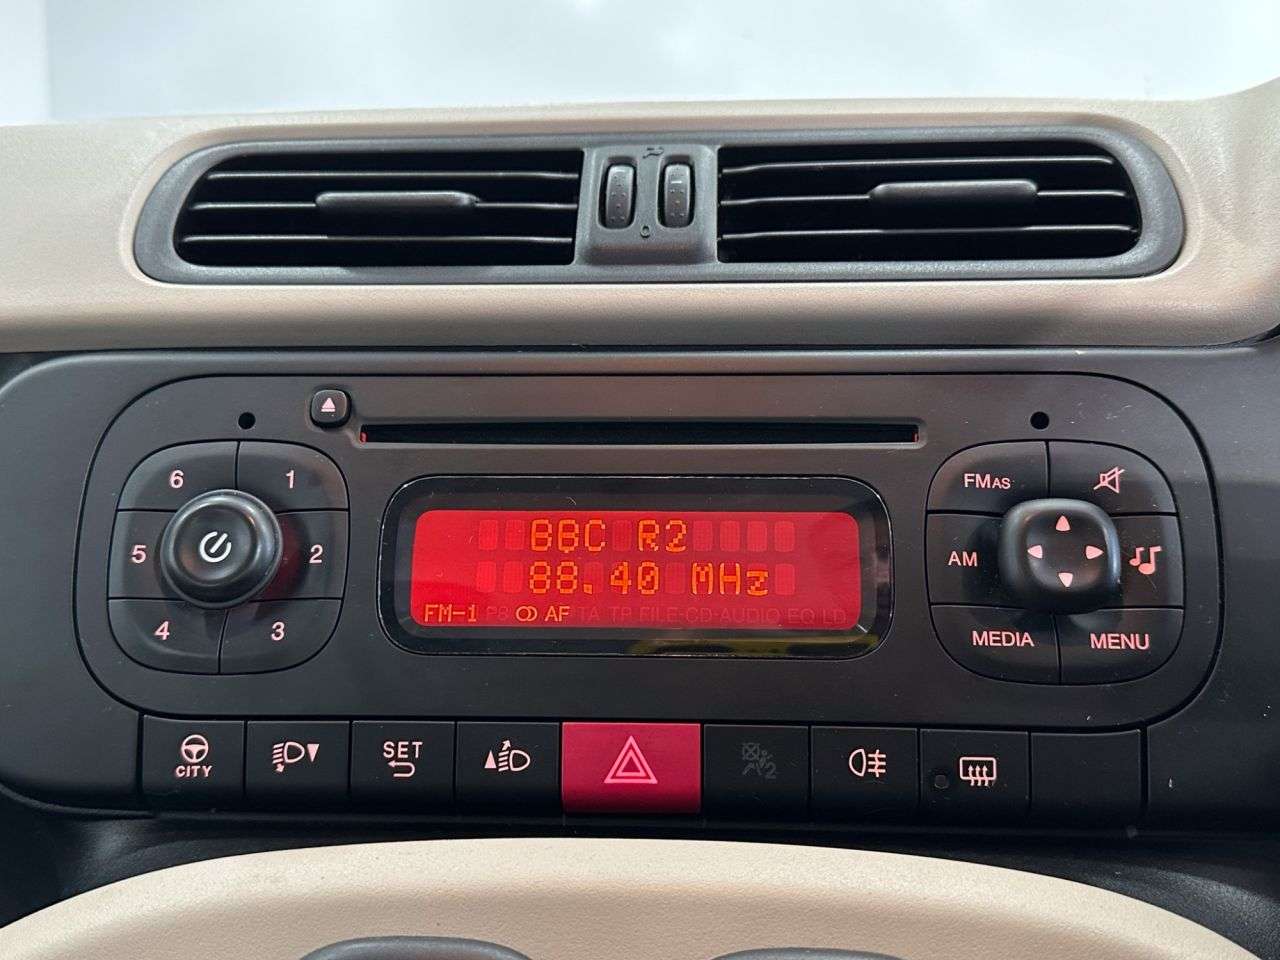 6 1
FMAS
BBC R2
5 2
AM
88.40 MHz
FM-1 AF TA TP FILE CD AUDIO EQ LD
4 3
MEDIA MENU
CITY
SET
2